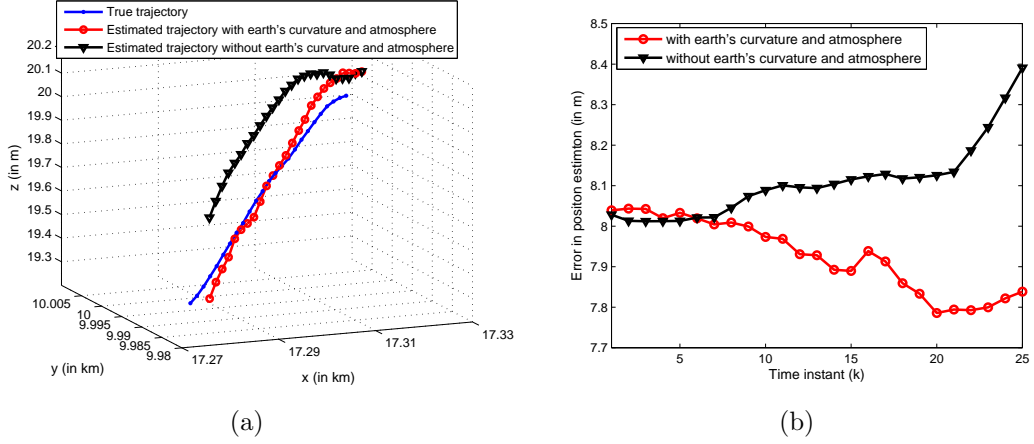 True trajectory
Estimated trajectory with earth's curvature and atmosphere
Estimated trajectory without earth's curvature and atmosphere
20.2
20.1
20
19.9
19.8
19.7
19.6
19.5
19.4
19.3
z (in m)
10.005
10
9.995
9.99
9.985
9.98
y (in km)
17.27
17.29
17.31
17.33
x (in km)
(a)
8.5
8.4
8.3
8.2
8.1
8
7.9
7.8
7.7
Error in positon estimton (in m)
with earth's curvature and atmosphere
without earth's curvature and atmosphere
5
10
15
20
25
Time instant (k)
(b)